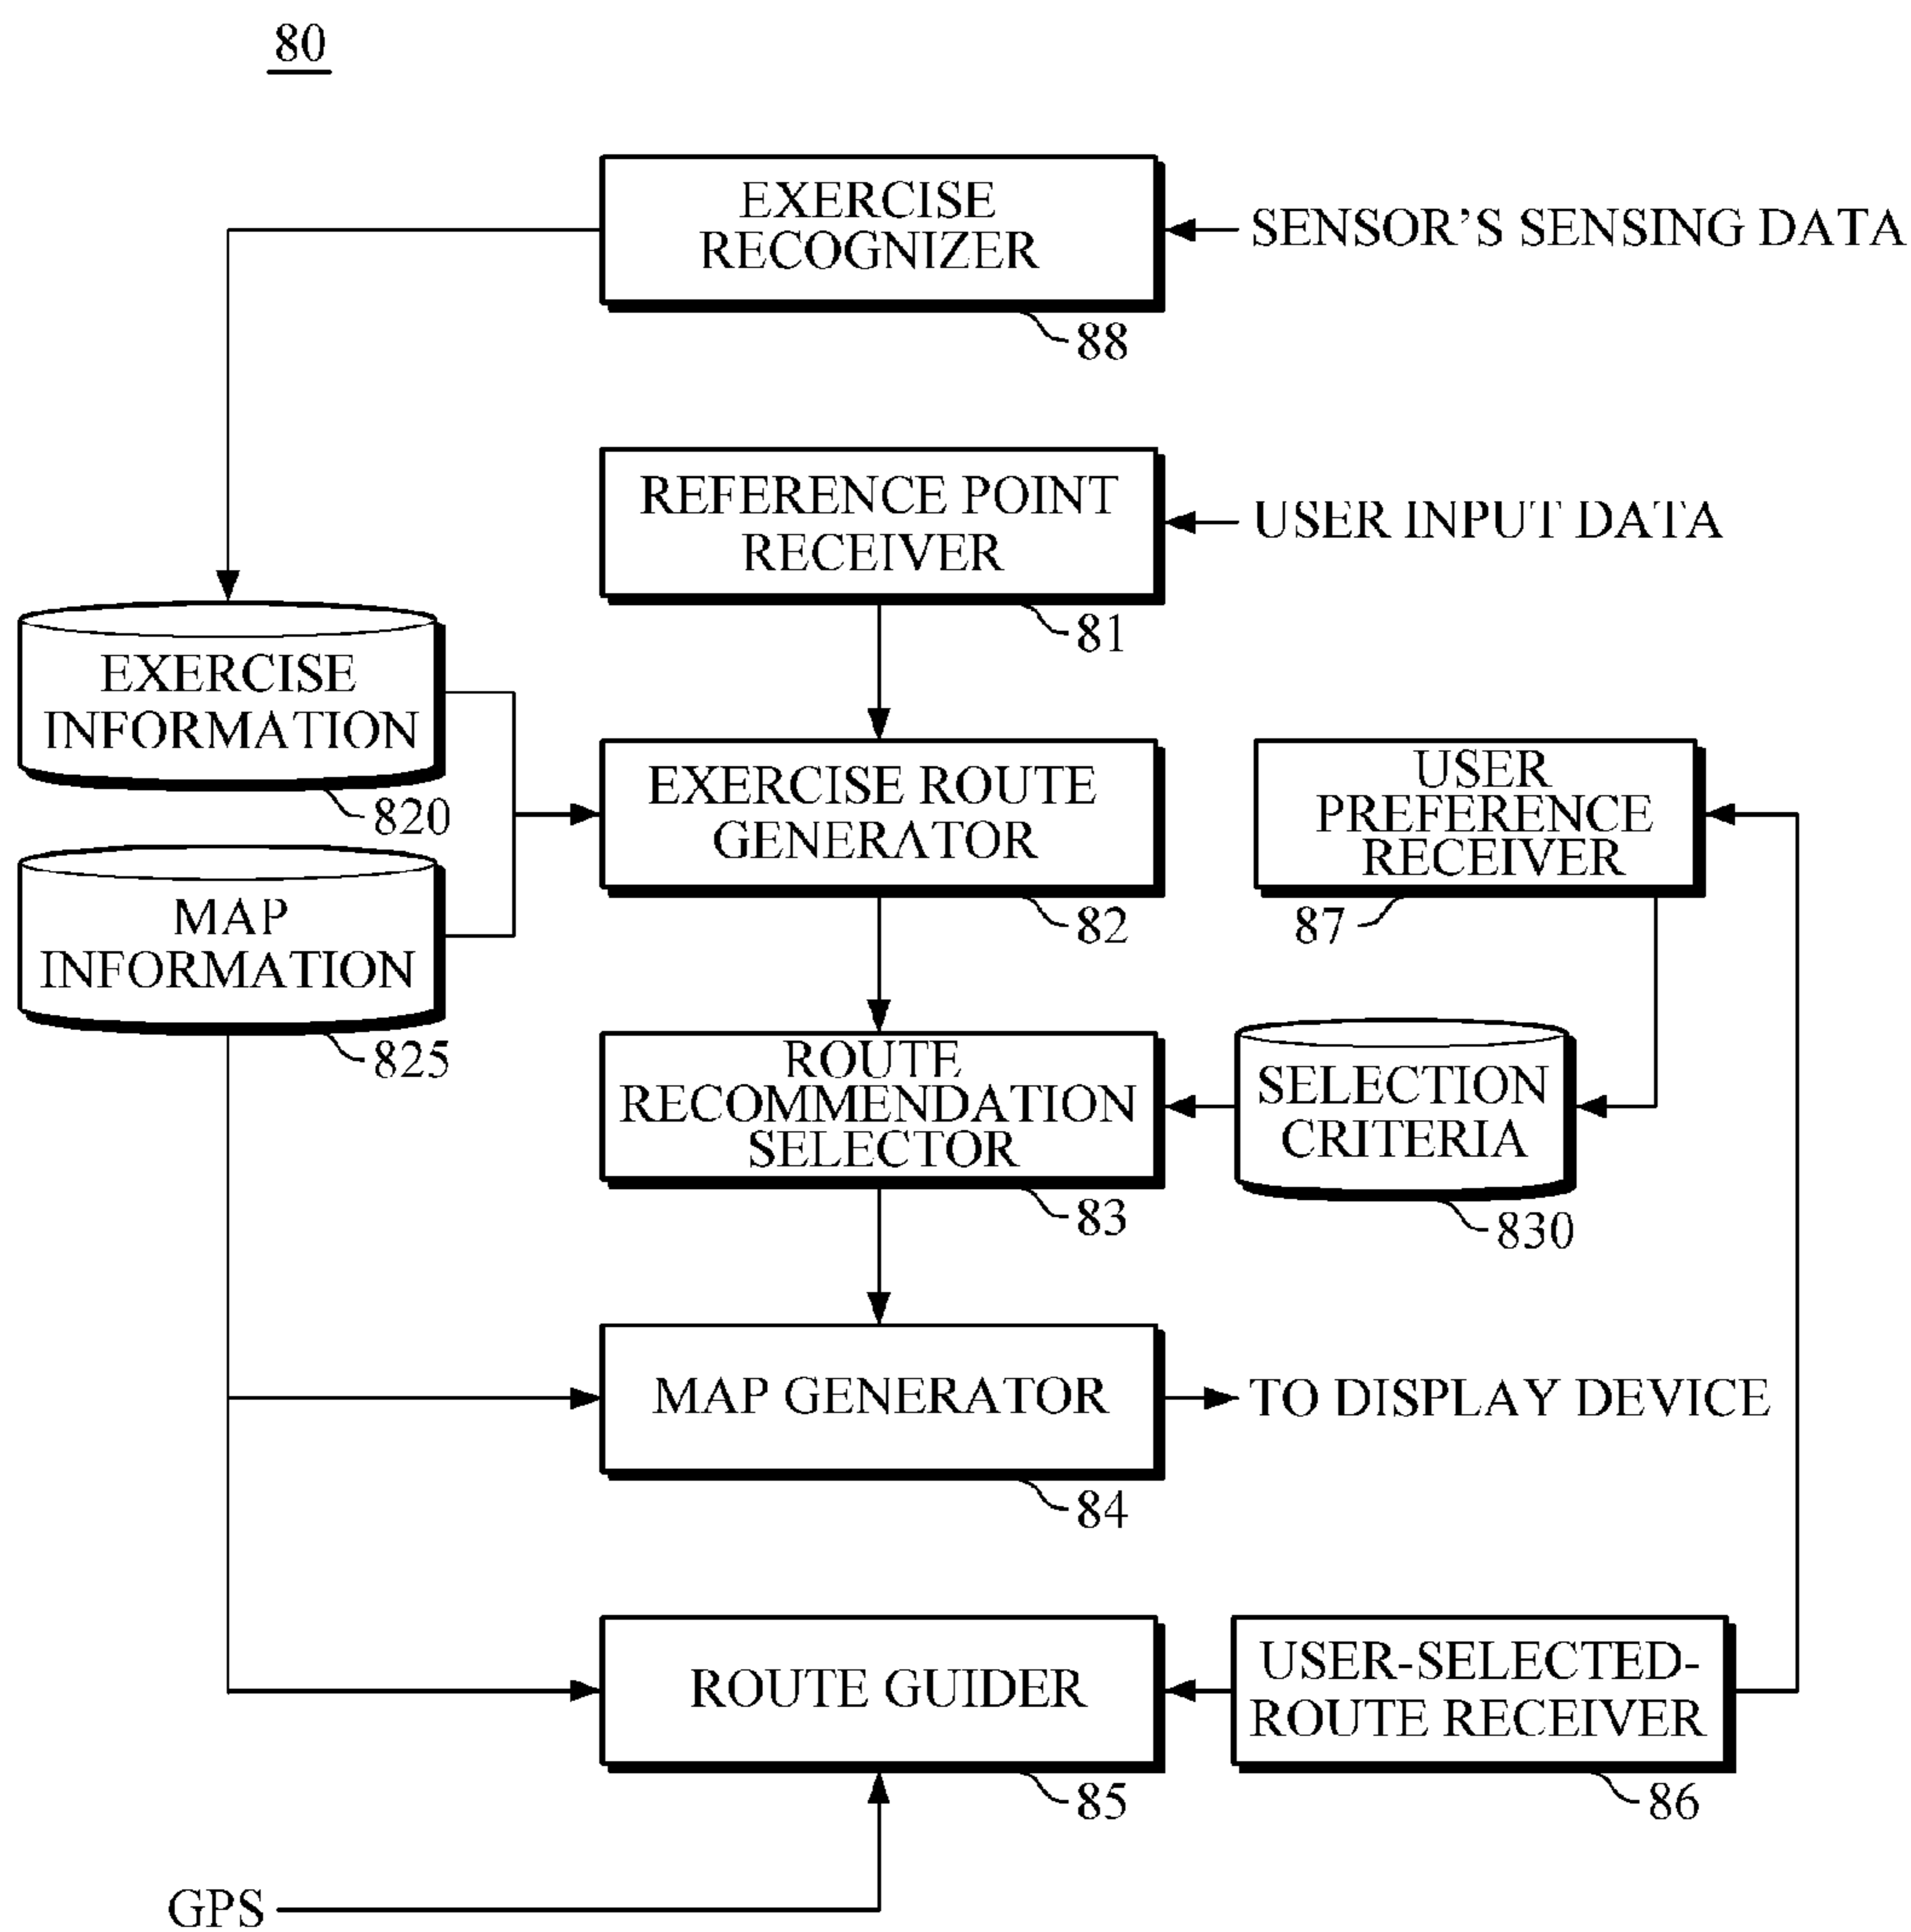 80
EXERCISE
RECOGNIZER
SENSOR'S SENSING DATA
88
REFERENCE POINT
RECEIVER
USER INPUT DATA
81
EXERCISE
INFORMATION
820
EXERCISE ROUTE
GENERATOR
82
USER
PREFERENCE
RECEIVER
87
MAP
INFORMATION
825
ROUTE
RECOMMENDATION
SELECTOR
83
SELECTION
CRITERIA
830
MAP GENERATOR
TO DISPLAY DEVICE
84
ROUTE GUIDER
85
USER-SELECTED-
ROUTE RECEIVER
86
GPS